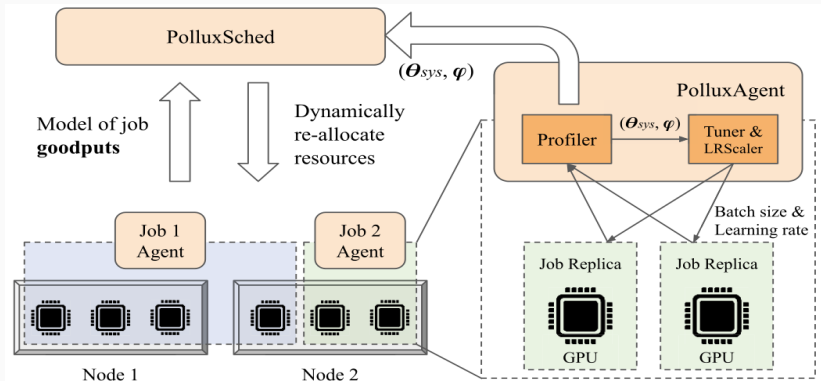 PolluxSched
(θsys, φ)
PolluxAgent
Model of job
goodputs
Dynamically
re-allocate
resources
Profiler
(θsys, φ)
Tuner &
LRScaler
Batch size &
Learning rate
Job 1
Agent
Job 2
Agent
Job Replica
Job Replica
GPU
GPU
Node 1
Node 2